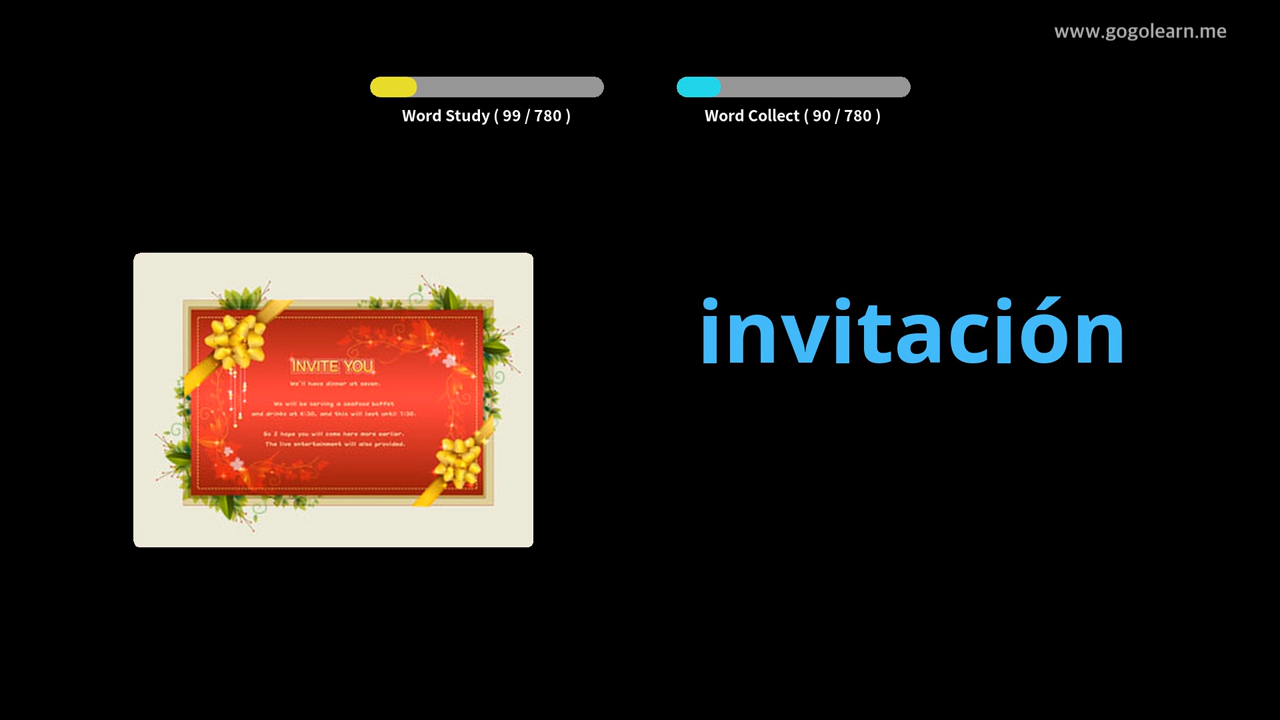 www.gogolearn.me
Word Study ( 99 / 780 )
Word Collect ( 90 / 780 )
invitación
INVITE YOU
We'll have dinner at seven.
We will be serving a seafood buffet
and drinks at 6:30, and this will last until 7:30.
So I hope you will come here more earlier.
The live entertainment will also provided.